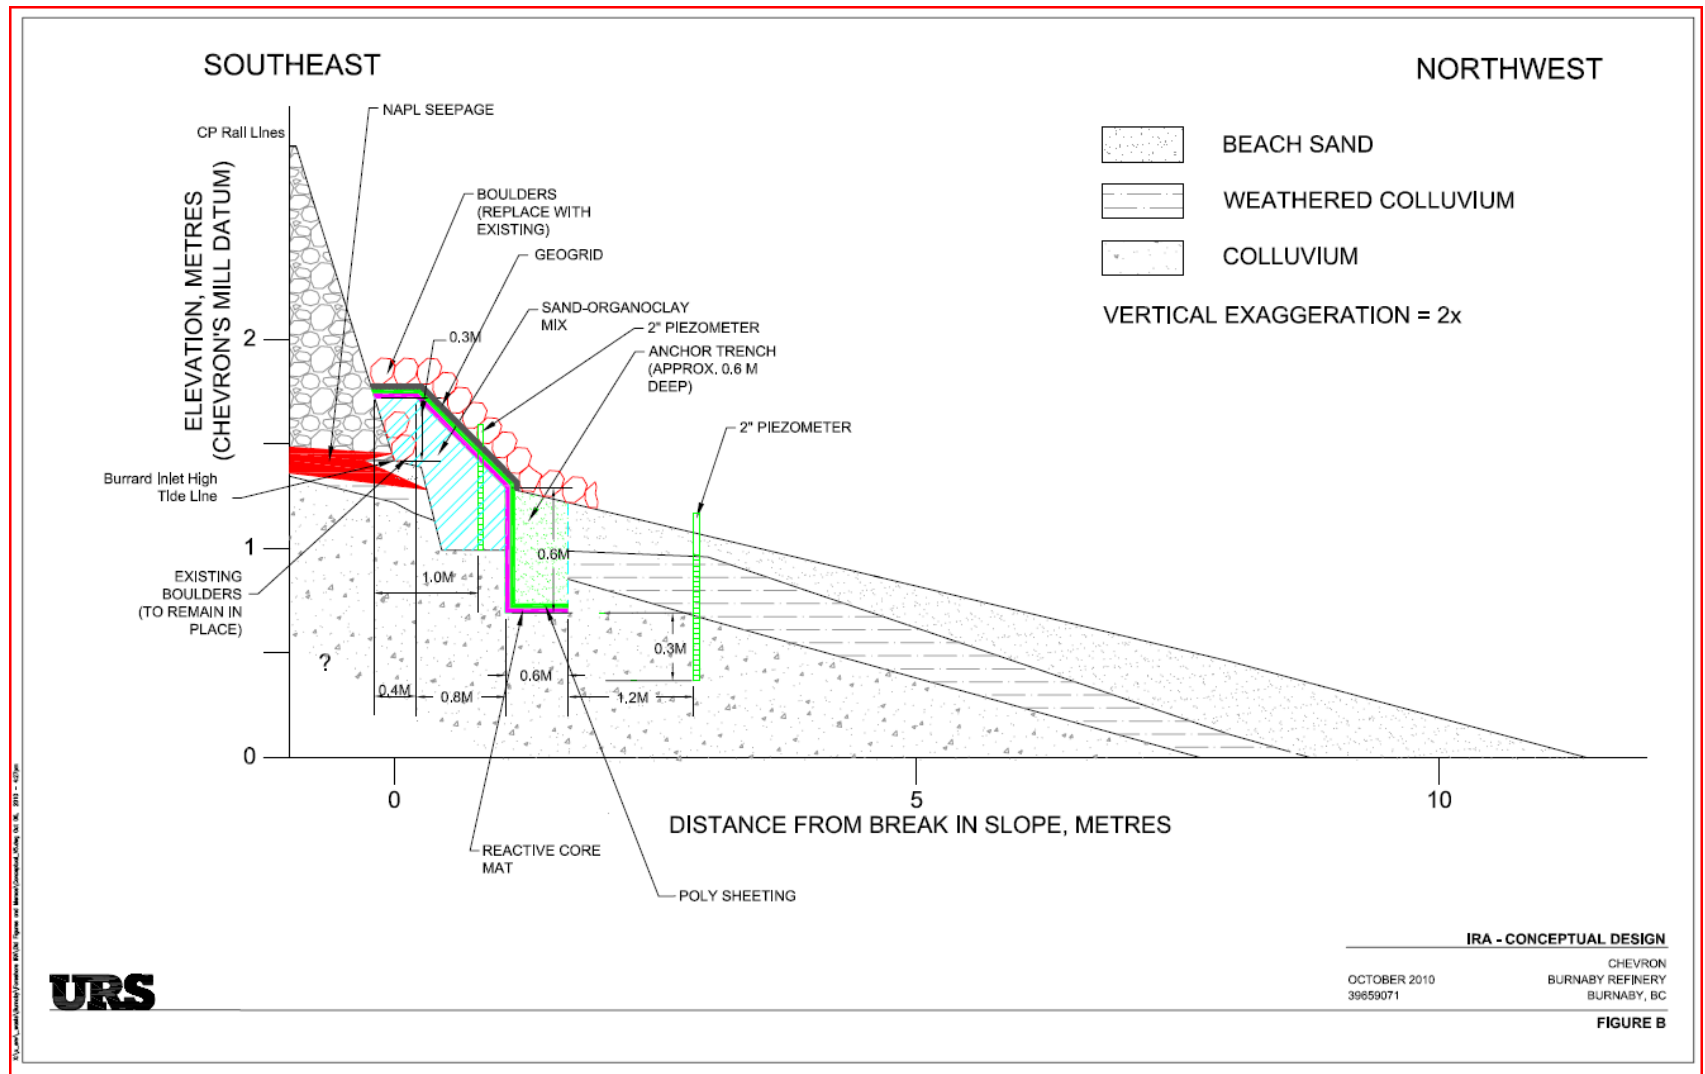 SOUTHEAST
NORTHWEST
NAPL SEEPAGE
CP Rail Lines
ELEVATION, METRES
(CHEVRON'S MILL DATUM)
BOULDERS
(REPLACE WITH
EXISTING)
GEOGRID
SAND-ORGANOCLAY
MIX
2" PIEZOMETER
0.3M
ANCHOR TRENCH
(APPROX. 0.6 M
DEEP)
2" PIEZOMETER
BEACH SAND
WEATHERED COLLUVIUM
COLLUVIUM
VERTICAL EXAGGERATION = 2x
2
1
0
Burrard Inlet High
Tide Line
EXISTING
BOULDERS
(TO REMAIN IN
PLACE)
?
1.0M
0.6M
0.3M
0.4M
0.8M
0.6M
1.2M
0
5
10
DISTANCE FROM BREAK IN SLOPE, METRES
REACTIVE CORE
MAT
POLY SHEETING
URS
IRA - CONCEPTUAL DESIGN
CHEVRON
OCTOBER 2010
BURNABY REFINERY
39659071
BURNABY, BC
FIGURE B